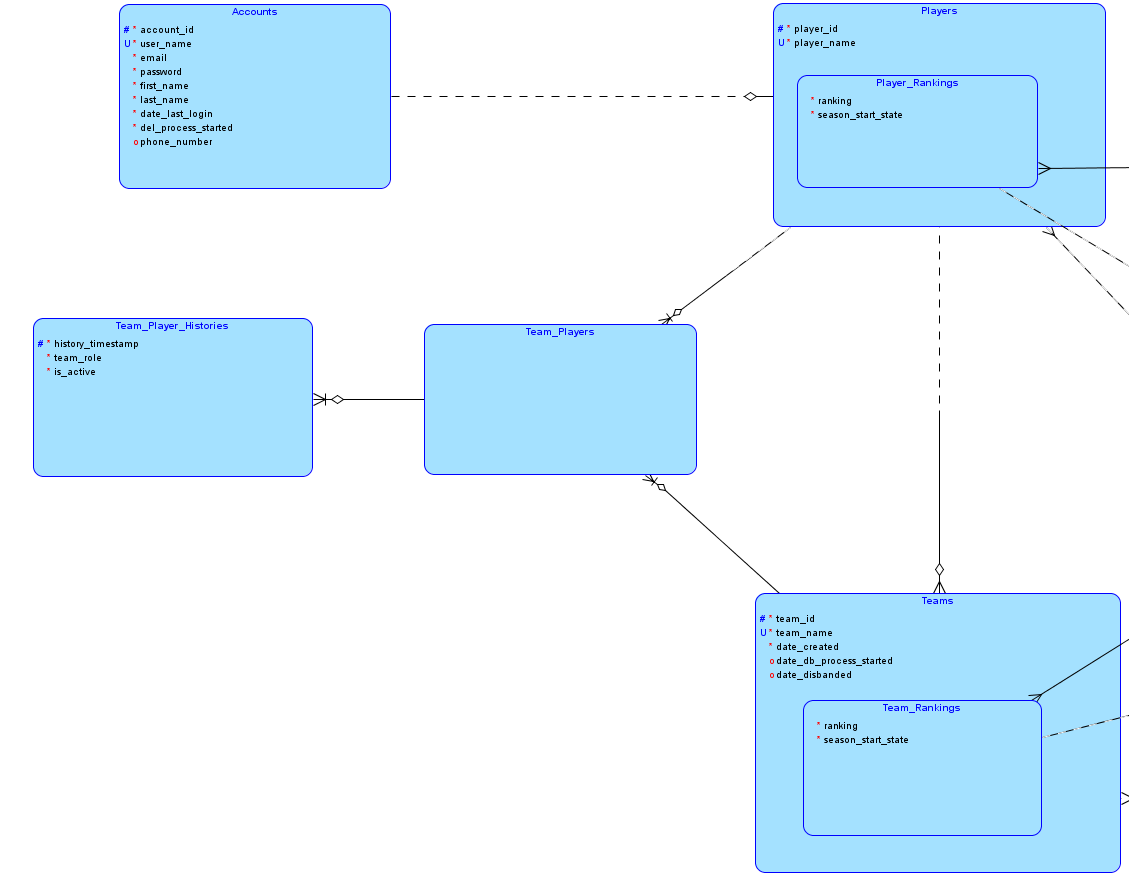 Accounts
# * account_id
U * user_name
* email
* password
* first_name
* last_name
* date_last_login
* del_process_started
o phone_number
Players
# * player_id
U * player_name
Player_Rankings
* ranking
* season_start_state
Team_Player_Histories
# * history_timestamp
* team_role
* is_active
Team_Players
Teams
# * team_id
U * team_name
* date_created
o date_db_process_started
o date_disbanded
Team_Rankings
* ranking
* season_start_state